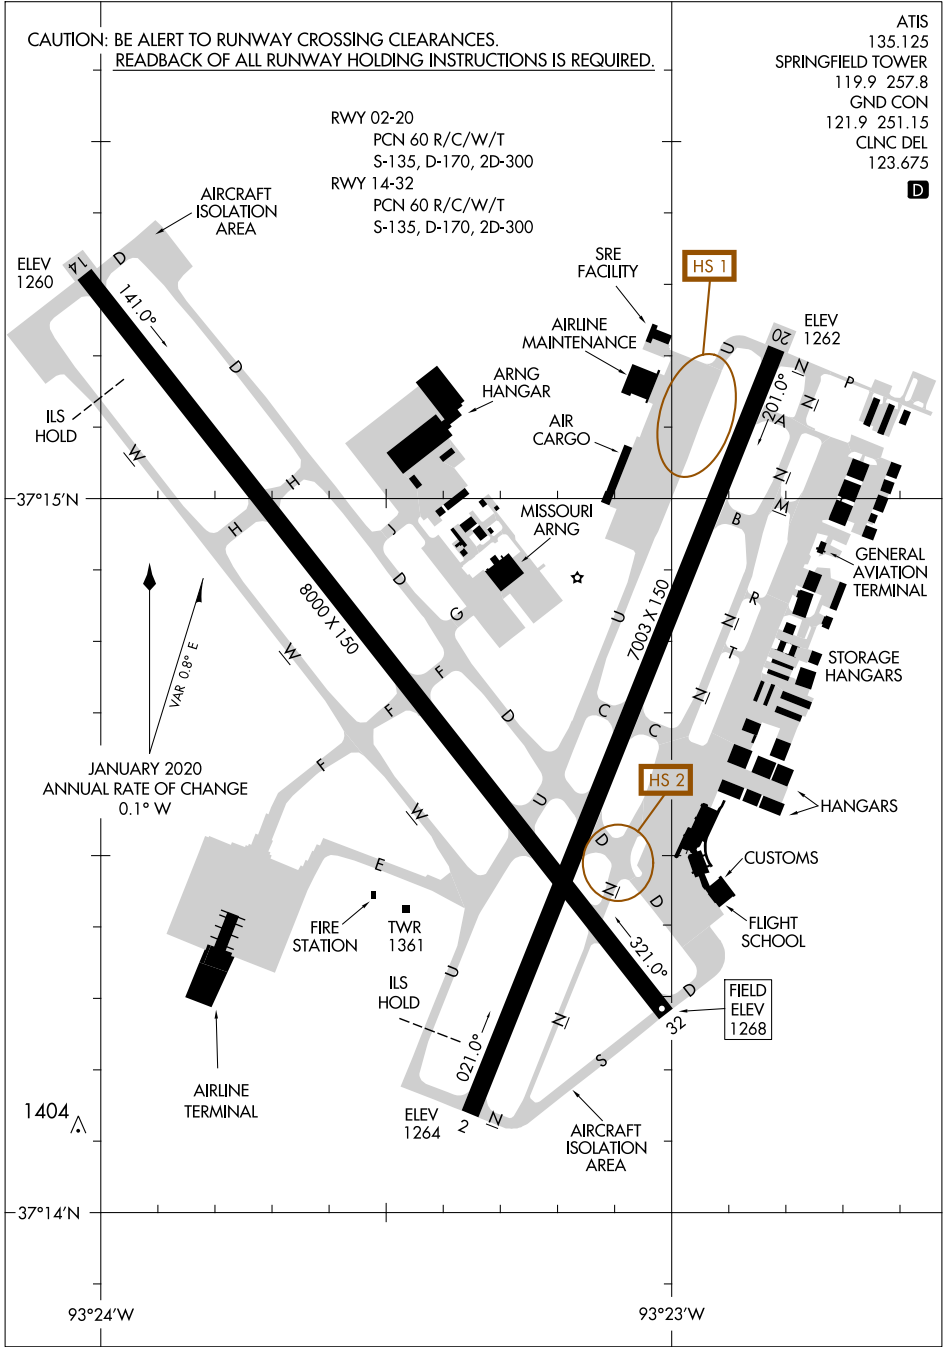 CAUTION: BE ALERT TO RUNWAY CROSSING CLEARANCES.
READBACK OF ALL RUNWAY HOLDING INSTRUCTIONS IS REQUIRED.
ATIS
135.125
SPRINGFIELD TOWER
119.9 257.8
GND CON
121.9 251.15
CLNC DEL
123.675
D
RWY 02-20
PCN 60 R/C/W/T
S-135, D-170, 2D-300
RWY 14-32
PCN 60 R/C/W/T
S-135, D-170, 2D-300
AIRCRAFT
ISOLATION
AREA
ELEV
1260
14
D
141.0°
D
ILS
HOLD
W
H
H
J
D
G
F
F
F
D
W
W
8000 X 150
SRE
FACILITY
HS 1
AIRLINE
MAINTENANCE
ARNG
HANGAR
AIR
CARGO
MISSOURI
ARNG
U
20
ELEV
1262
201.0°
N
N
P
A
N
M
B
R
N
T
N
U
7003 X 150
C
C
GENERAL
AVIATION
TERMINAL
STORAGE
HANGARS
HANGARS
CUSTOMS
FLIGHT
SCHOOL
37°15'N
VAR 0.8° E
JANUARY 2020
ANNUAL RATE OF CHANGE
0.1° W
HS 2
U
D
N
D
E
FIRE
STATION
TWR
1361
ILS
HOLD
U
321.0°
D
FIELD
ELEV
1268
32
N
S
021.0°
ELEV
1264
2
N
AIRCRAFT
ISOLATION
AREA
AIRLINE
TERMINAL
1404
37°14'N
93°24'W
93°23'W